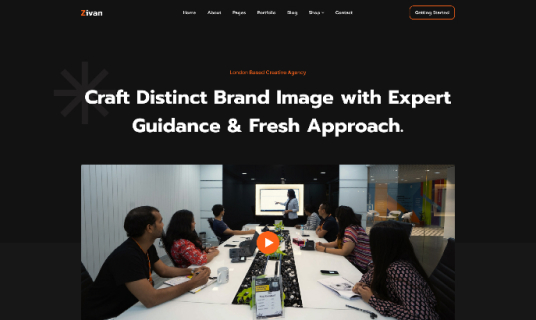 Zivan
Home About Pages Portfolio Blog Shop Contact
Getting Started
London Based Creative Agency
Craft Distinct Brand Image with Expert
Guidance & Fresh Approach.